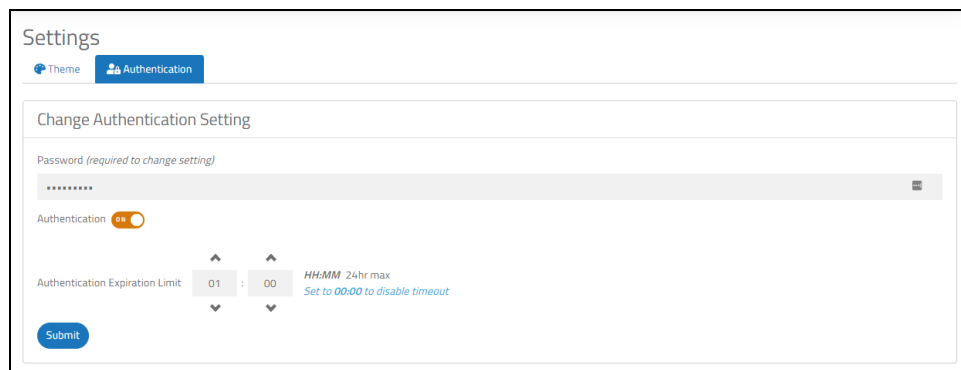 Settings
Theme Authentication
Change Authentication Setting
Password (required to change setting)
•••••••••
Authentication ON
Authentication Expiration Limit 01 : 00 HH:MM 24hr max
Set to 00:00 to disable timeout
Submit